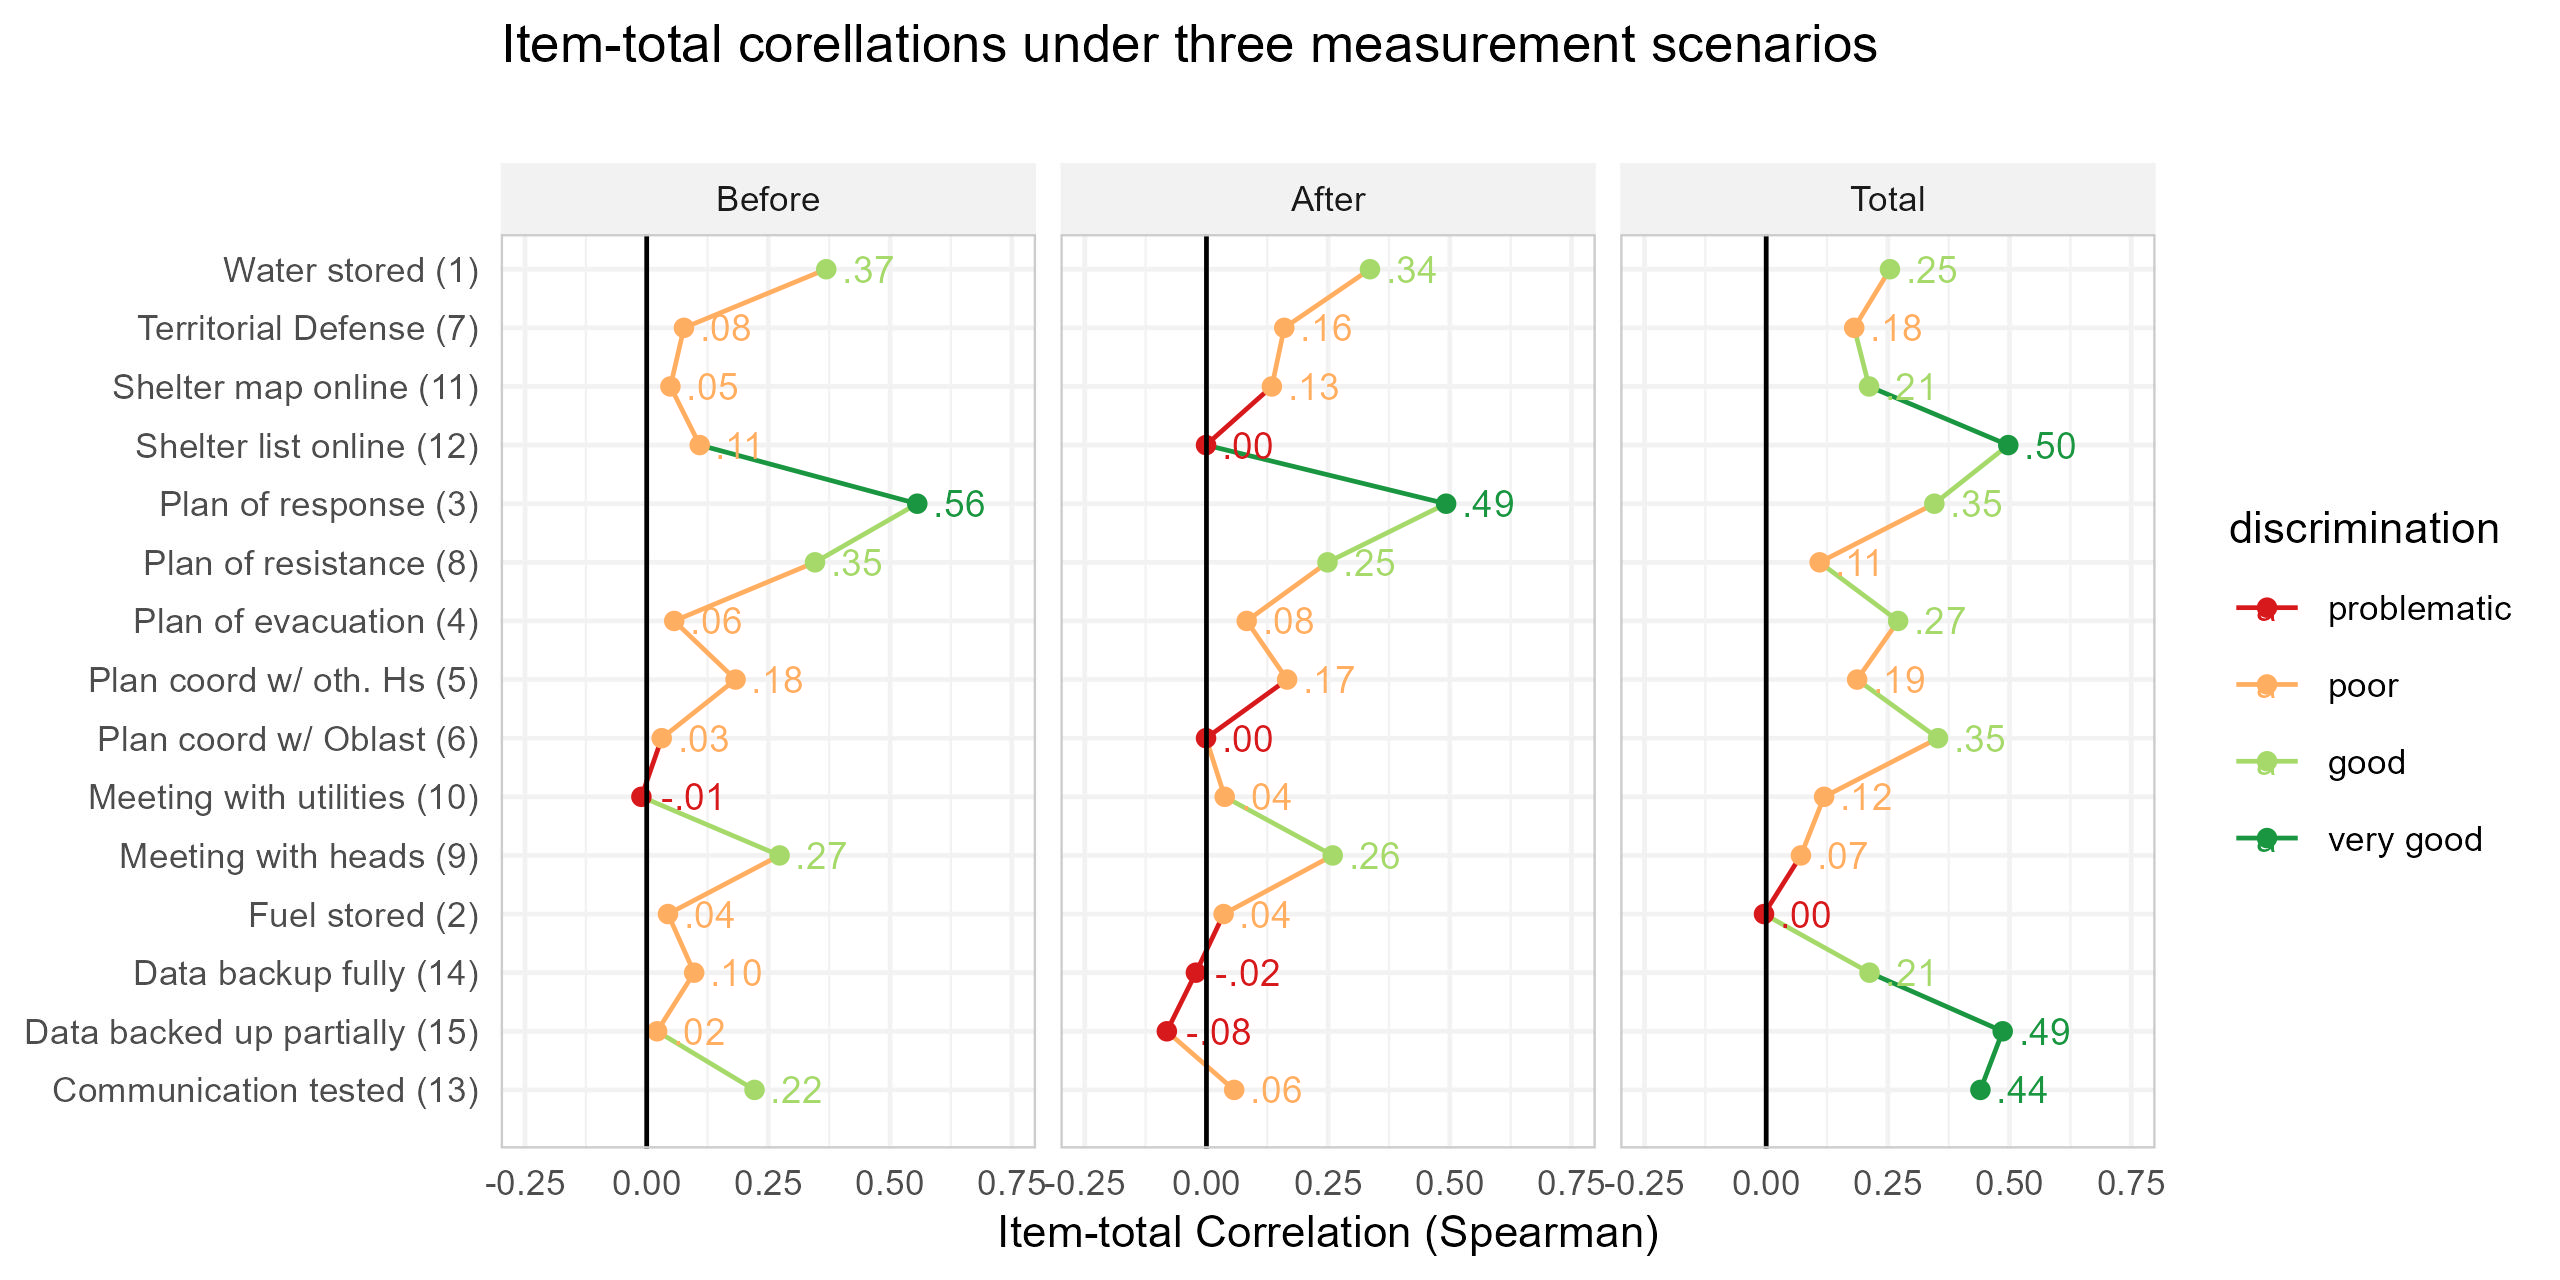 Item-total corellations under three measurement scenarios
Before After Total
Water stored (1) .37 .34 .25
Territorial Defense (7) .08 .16 .18
Shelter map online (11) .05 .13 .21
Shelter list online (12) .11 .00 .50
Plan of response (3) .56 .49 .35
Plan of resistance (8) .35 .25 .11
Plan of evacuation (4) .06 .08 .27
Plan coord w/ oth. Hs (5) .18 .17 .19
Plan coord w/ Oblast (6) .03 .00 .35
Meeting with utilities (10) -.01 .04 .12
Meeting with heads (9) .27 .26 .07
Fuel stored (2) .04 .04 .00
Data backup fully (14) .10 -.02 .21
Data backed up partially (15) .02 -.08 .49
Communication tested (13) .22 .06 .44
-0.25 0.00 0.25 0.50 0.75 -0.25 0.00 0.25 0.50 0.75 -0.25 0.00 0.25 0.50 0.75
Item-total Correlation (Spearman)
discrimination
a problematic
a poor
a good
a very good